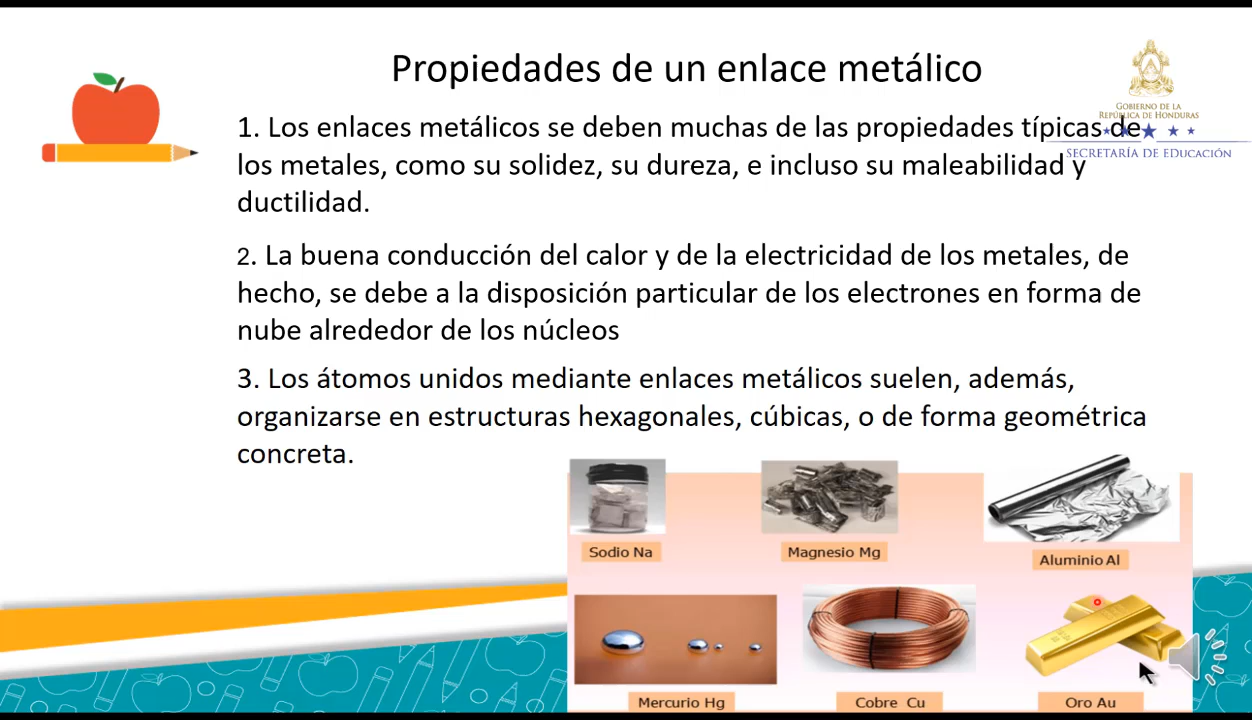 Propiedades de un enlace metálico
GOBIERNO DE LA
REPÚBLICA DE HONDURAS
SECRETARÍA DE EDUCACIÓN
1. Los enlaces metálicos se deben muchas de las propiedades típicas de
los metales, como su solidez, su dureza, e incluso su maleabilidad y
ductilidad.
2. La buena conducción del calor y de la electricidad de los metales, de
hecho, se debe a la disposición particular de los electrones en forma de
nube alrededor de los núcleos
3. Los átomos unidos mediante enlaces metálicos suelen, además,
organizarse en estructuras hexagonales, cúbicas, o de forma geométrica
concreta.
Sodio Na
Magnesio Mg
Aluminio Al
Mercurio Hg
Cobre Cu
Oro Au